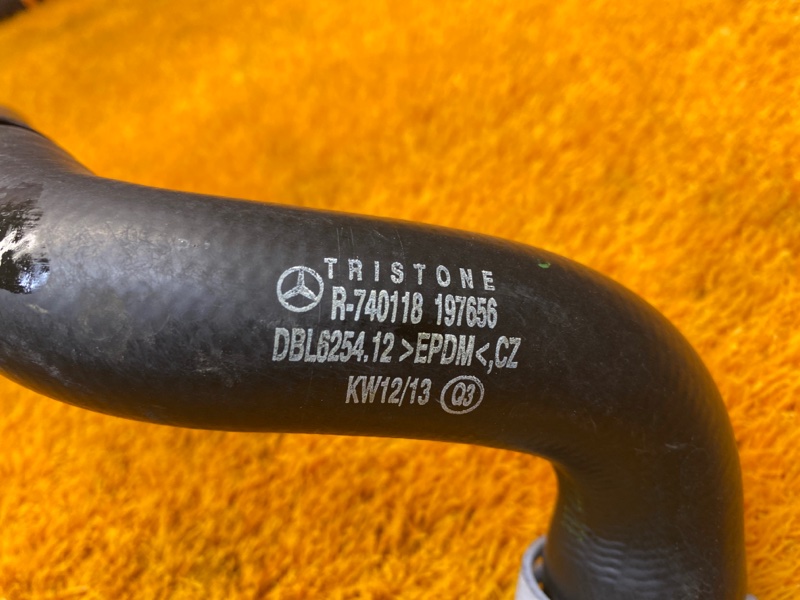 TRISTONE
R-740118 197656
DBL6254.12 >EPDM<,CZ
KW12/13 Q3